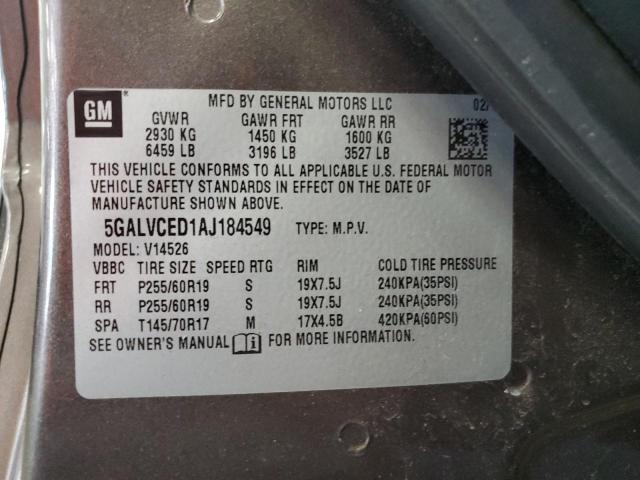 GM ® MFD BY GENERAL MOTORS LLC 02/
GVWR GAWR FRT GAWR RR
2930 KG 1450 KG 1600 KG
6459 LB 3196 LB 3527 LB
THIS VEHICLE CONFORMS TO ALL APPLICABLE U.S. FEDERAL MOTOR
VEHICLE SAFETY STANDARDS IN EFFECT ON THE DATE OF
MANUFACTURE SHOWN ABOVE.
5GALVCED1AJ184549 TYPE: M.P.V.
MODEL: V14526
VBBC TIRE SIZE SPEED RTG RIM COLD TIRE PRESSURE
FRT P255/60R19 S 19X7.5J 240KPA(35PSI)
RR P255/60R19 S 19X7.5J 240KPA(35PSI)
SPA T145/70R17 M 17X4.5B 420KPA(60PSI)
SEE OWNER'S MANUAL FOR MORE INFORMATION.